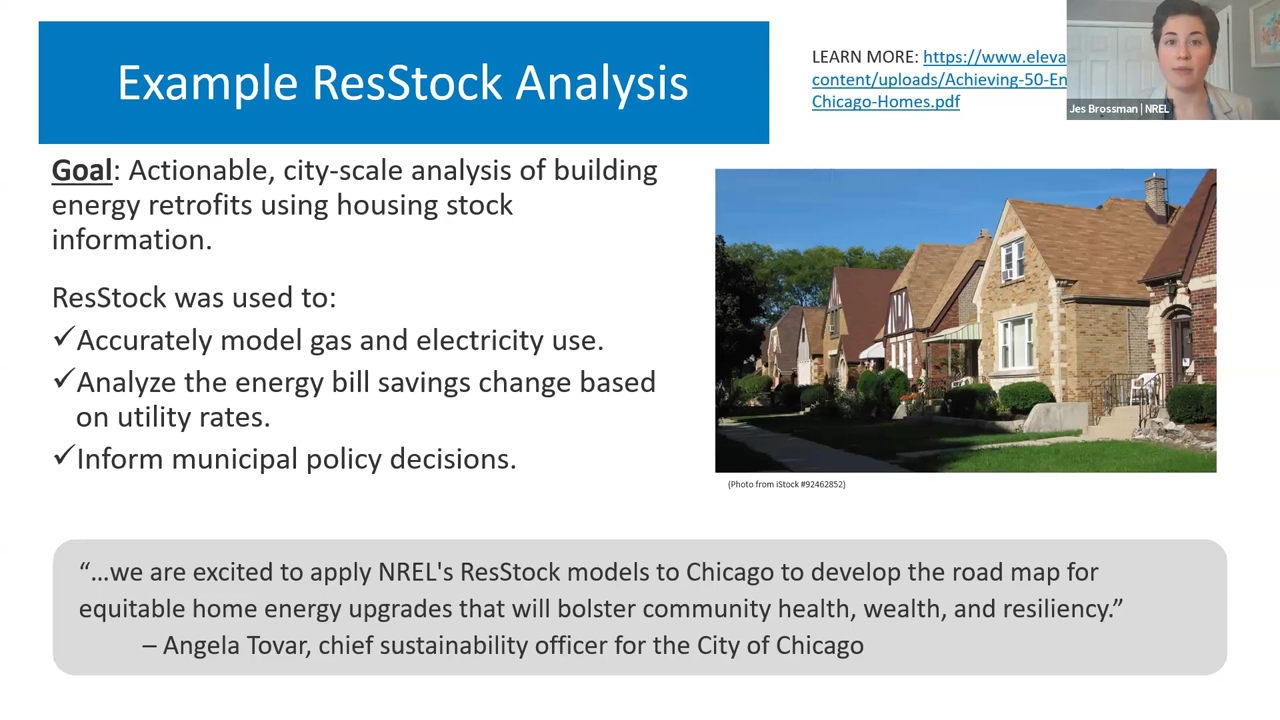 Example ResStock Analysis
LEARN MORE: https://www.eleva
content/uploads/Achieving-50-En
Chicago-Homes.pdf
Jes Brossman | NREL
Goal: Actionable, city-scale analysis of building
energy retrofits using housing stock
information.
ResStock was used to:
✓Accurately model gas and electricity use.
✓Analyze the energy bill savings change based
on utility rates.
✓Inform municipal policy decisions.
(Photo from iStock #92462852)
“…we are excited to apply NREL's ResStock models to Chicago to develop the road map for
equitable home energy upgrades that will bolster community health, wealth, and resiliency.”
– Angela Tovar, chief sustainability officer for the City of Chicago